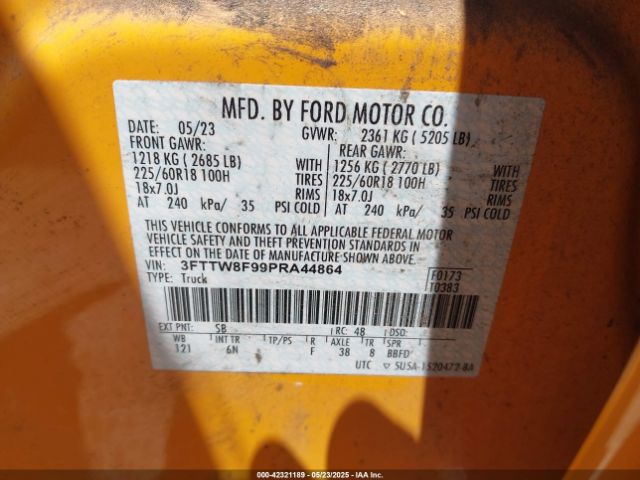 MFD. BY FORD MOTOR CO.
DATE: 05/23 GVWR: 2361 KG ( 5205 LB)
FRONT GAWR: REAR GAWR:
1218 KG ( 2685 LB) WITH 1256 KG ( 2770 LB) WITH
225/60R18 100H TIRES 225/60R18 100H TIRES
18x7.0J RIMS 18x7.0J RIMS
AT 240 kPa/ 35 PSI COLD AT 240 kPa/ 35 PSI COLD
THIS VEHICLE CONFORMS TO ALL APPLICABLE FEDERAL MOTOR
VEHICLE SAFETY AND THEFT PREVENTION STANDARDS IN
EFFECT ON THE DATE OF MANUFACTURE SHOWN ABOVE.
VIN: 3FTTW8F99PRA44864 F0173
TYPE: Truck T0383
EXT PNT: SB RC: 48 DSO:
WB INT TR TP/PS R AXLE TR SPR
121 6N F 38 8 BBFD
UTC ▽ 5U5A-1520472-BA
000-42321189 - 05/23/2025 - IAA Inc.